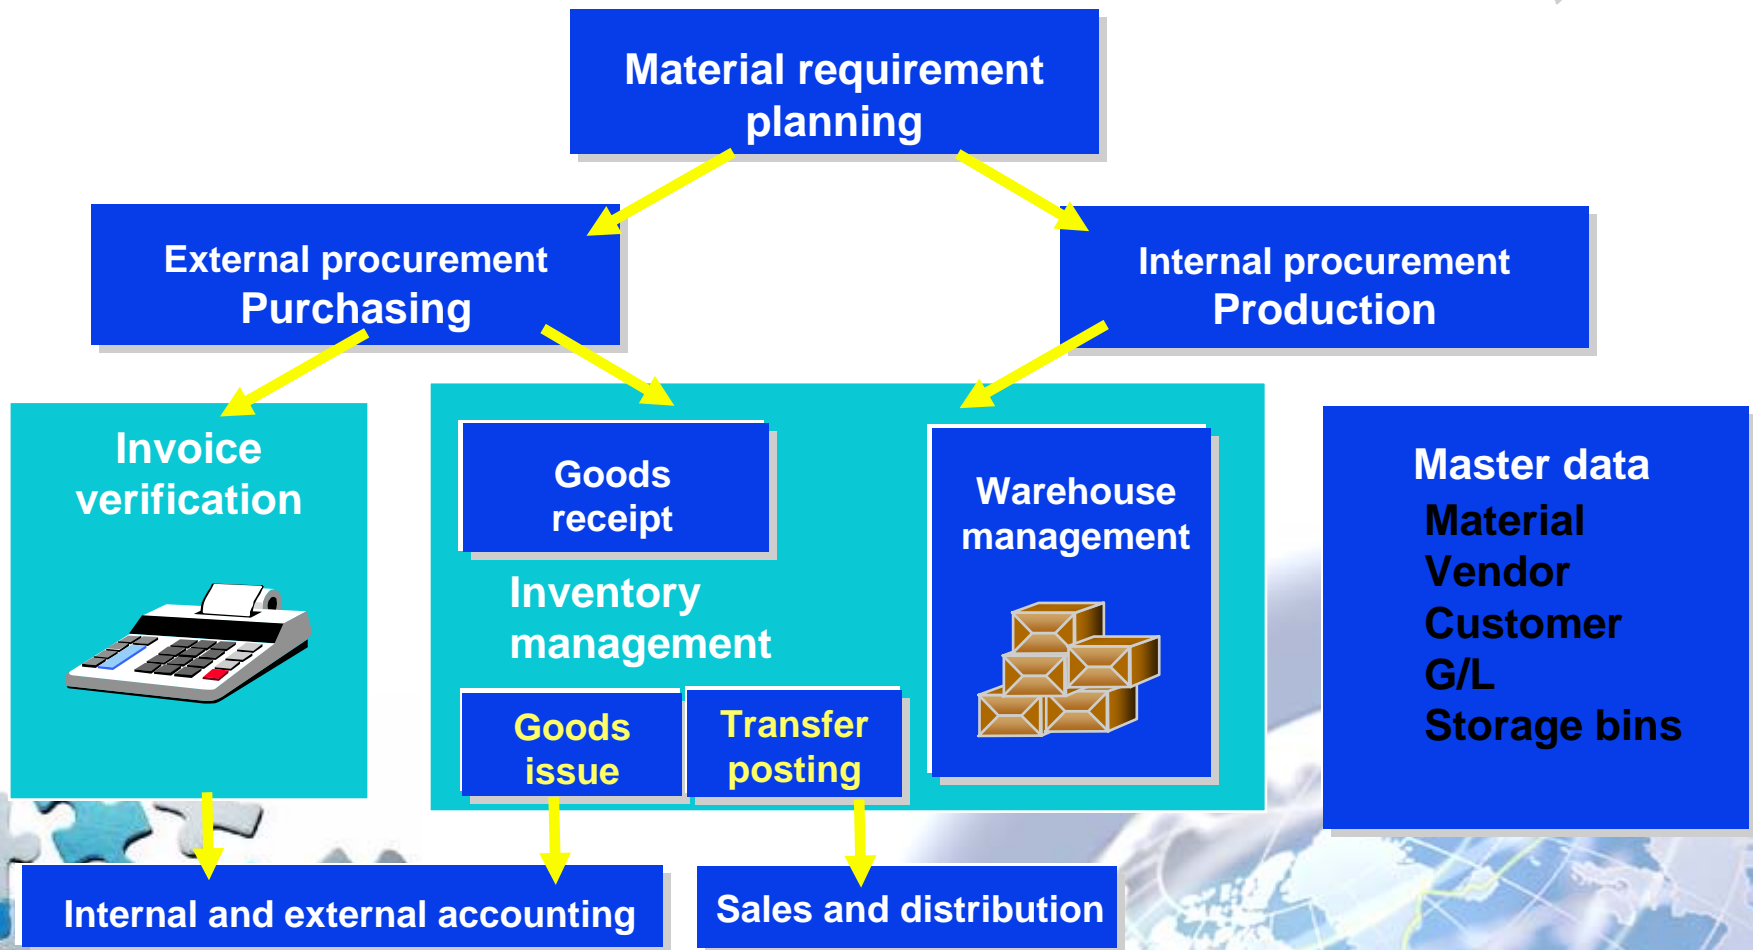 Material requirement
planning
External procurement
Purchasing
Internal procurement
Production
Invoice
verification
Goods
receipt
Inventory
management
Goods
issue
Transfer
posting
Warehouse
management
Master data
Material
Vendor
Customer
G/L
Storage bins
Internal and external accounting
Sales and distribution